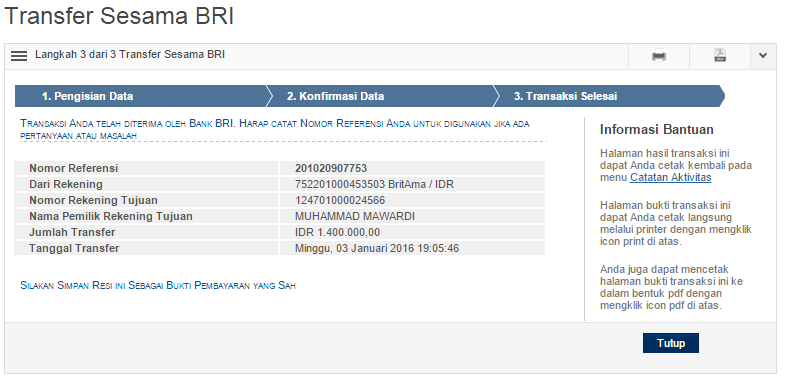 Transfer Sesama BRI
Langkah 3 dari 3 Transfer Sesama BRI
1. Pengisian Data
2. Konfirmasi Data
3. Transaksi Selesai
TRANSAKSI ANDA TELAH DITERIMA OLEH BANK BRI. HARAP CATAT NOMOR REFERENSI ANDA UNTUK DIGUNAKAN JIKA ADA
PERTANYAAN ATAU MASALAH
Nomor Referensi 201020907753
Dari Rekening 752201000453503 BritAma / IDR
Nomor Rekening Tujuan 124701000024566
Nama Pemilik Rekening Tujuan MUHAMMAD MAWARDI
Jumlah Transfer IDR 1.400.000,00
Tanggal Transfer Minggu, 03 Januari 2016 19:05:46
SILAKAN SIMPAN RESI INI SEBAGAI BUKTI PEMBAYARAN YANG SAH
Informasi Bantuan
Halaman hasil transaksi ini
dapat Anda cetak kembali pada
menu Catatan Aktivitas
Halaman bukti transaksi ini
dapat Anda cetak langsung
melalui printer dengan mengklik
icon print di atas.
Anda juga dapat mencetak
halaman bukti transaksi ini ke
dalam bentuk pdf dengan
mengklik icon pdf di atas.
Tutup